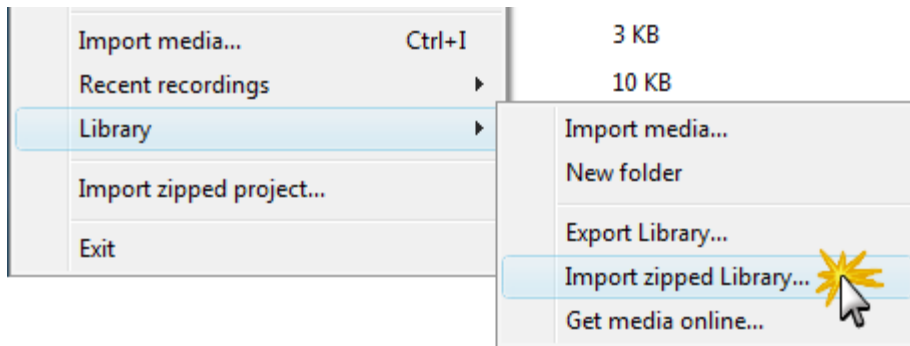 Import media... Ctrl+I
Recent recordings
Library
Import zipped project...
Exit
3 KB
10 KB
Import media...
New folder
Export Library...
Import zipped Library...
Get media online...